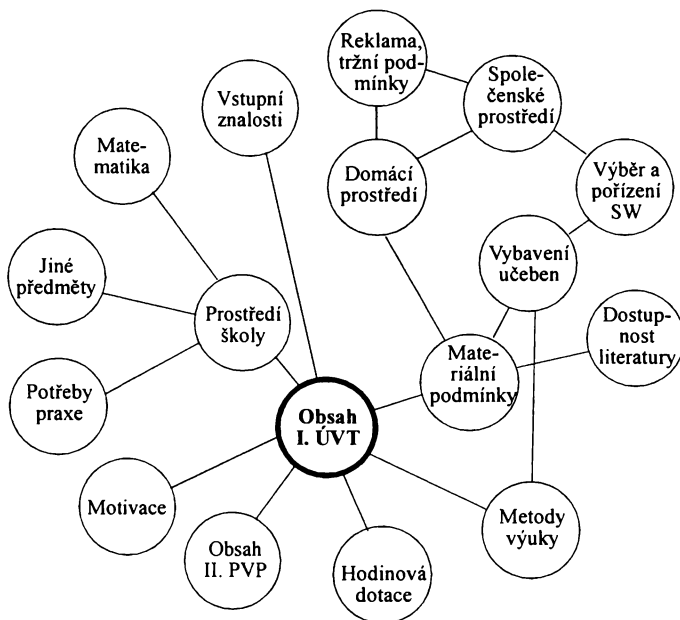 Reklama,
tržní pod-
mínky
Spole-
čenské
prostředí
Vstupní
znalosti
Mate-
matika
Domácí
prostředí
Výběr a
pořízení
SW
Vybavení
učeben
Jiné
předměty
Prostředí
školy
Dostup-
nost
literatury
Mate-
riální
podmínky
Potřeby
praxe
Obsah
I. ÚVT
Motivace
Metody
výuky
Obsah
II. PVP
Hodinová
dotace